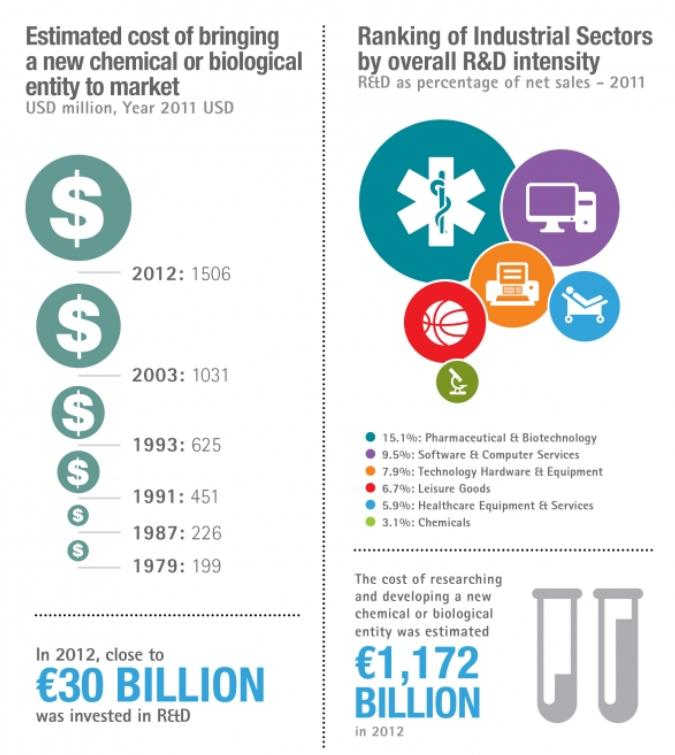 Estimated cost of bringing
a new chemical or biological
entity to market
USD million, Year 2011 USD
$
2012: 1506
$
2003: 1031
$
1993: 625
$
1991: 451
$
1987: 226
$
1979: 199
In 2012, close to
€30 BILLION
was invested in R&D
Ranking of Industrial Sectors
by overall R&D intensity
R&D as percentage of net sales – 2011
15.1%: Pharmaceutical & Biotechnology
9.5%: Software & Computer Services
7.9%: Technology Hardware & Equipment
6.7%: Leisure Goods
5.9%: Healthcare Equipment & Services
3.1%: Chemicals
The cost of researching
and developing a new
chemical or biological
entity was estimated
€1,172
BILLION
in 2012